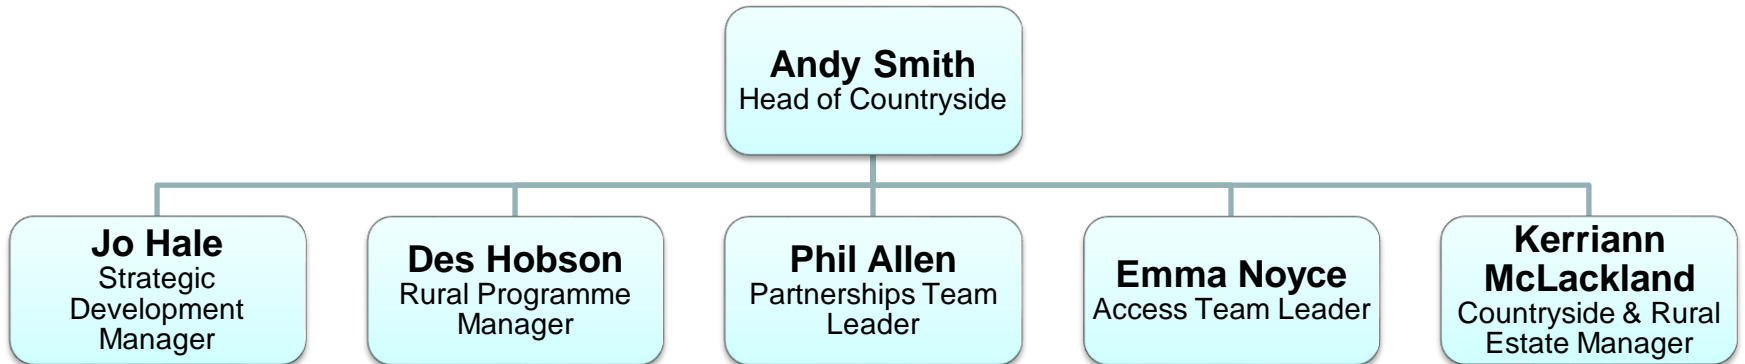 Andy Smith
Head of Countryside
Jo Hale
Strategic
Development
Manager
Des Hobson
Rural Programme
Manager
Phil Allen
Partnerships Team
Leader
Emma Noyce
Access Team Leader
Kerriann
McLackland
Countryside & Rural
Estate Manager